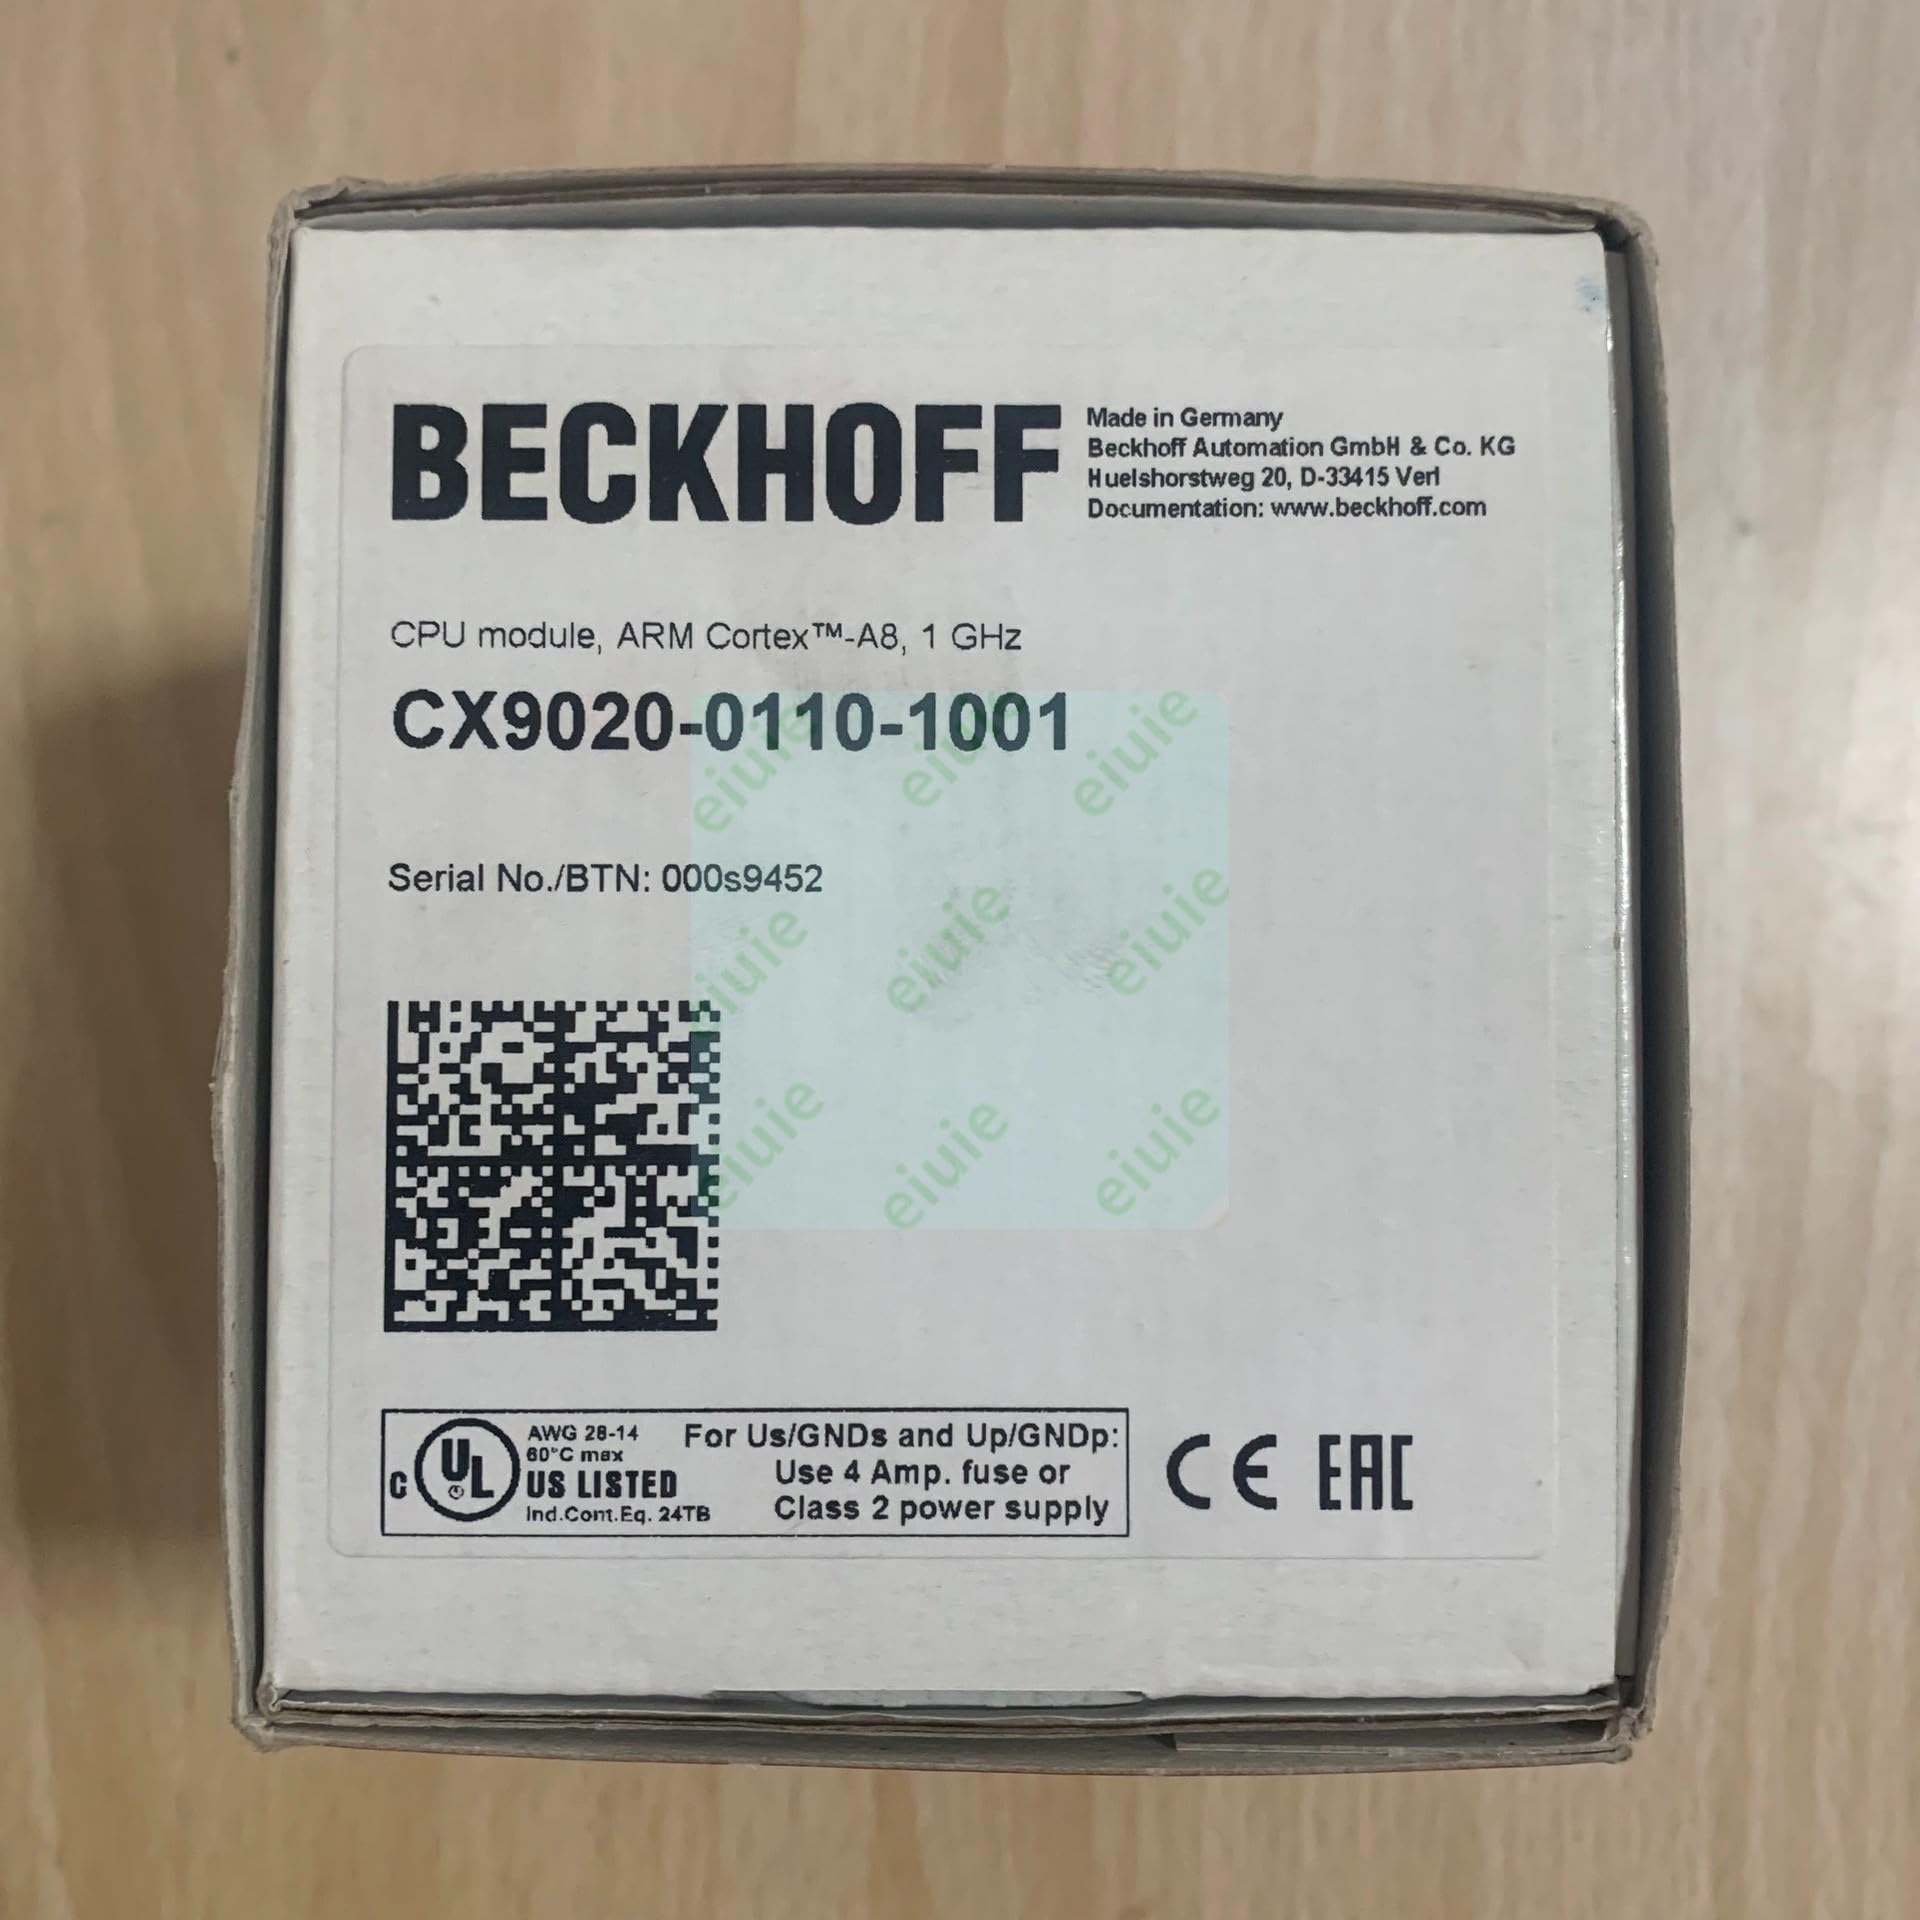 BECKHOFF
Made in Germany
Beckhoff Automation GmbH & Co. KG
Huelshorstweg 20, D-33415 Verl
Documentation: www.beckhoff.com
CPU module, ARM Cortex™-A8, 1 GHz
CX9020-0110-1001
eiuie eiuie eiuie
Serial No./BTN: 000s9452
eiuie eiuie eiuie
eiuie eiuie eiuie
C UL
AWG 28-14
60°C max
US LISTED
Ind.Cont.Eq. 24TB
For Us/GNDs and Up/GNDp:
Use 4 Amp. fuse or
Class 2 power supply
CE EAC